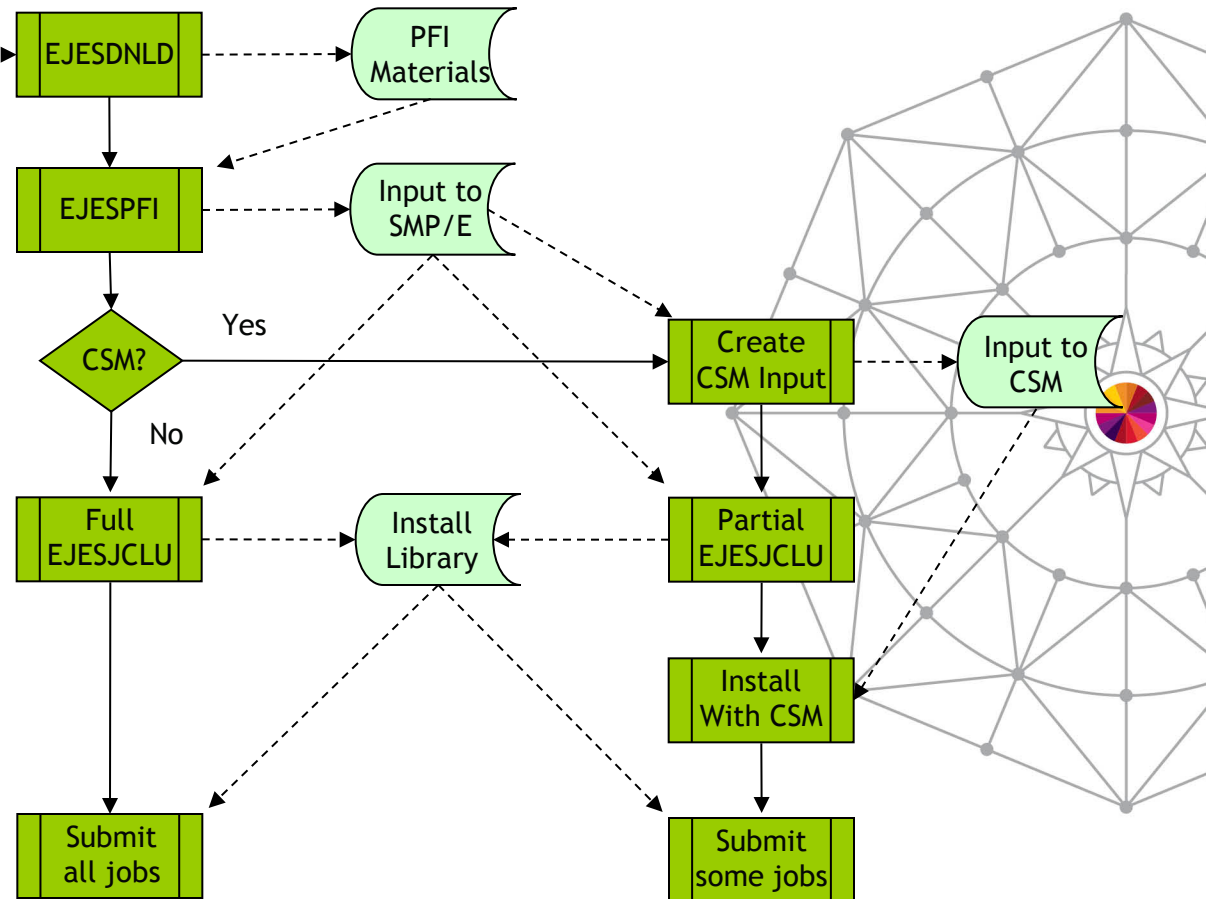 EJESDNLD
PFI
Materials
EJESPFI
Input to
SMP/E
CSM?
Yes
No
Create
CSM Input
Input to
CSM
Full
EJESJCLU
Install
Library
Partial
EJESJCLU
Install
With CSM
Submit
all jobs
Submit
some jobs